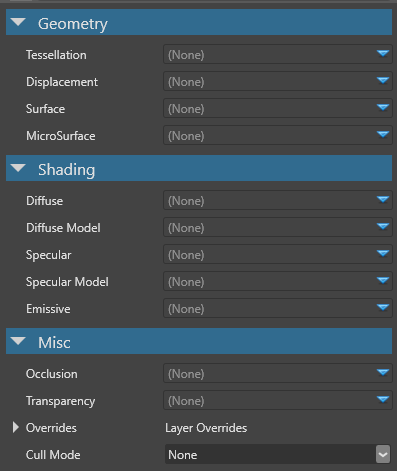 Geometry
Tessellation (None)
Displacement (None)
Surface (None)
MicroSurface (None)
Shading
Diffuse (None)
Diffuse Model (None)
Specular (None)
Specular Model (None)
Emissive (None)
Misc
Occlusion (None)
Transparency (None)
Overrides Layer Overrides
Cull Mode None